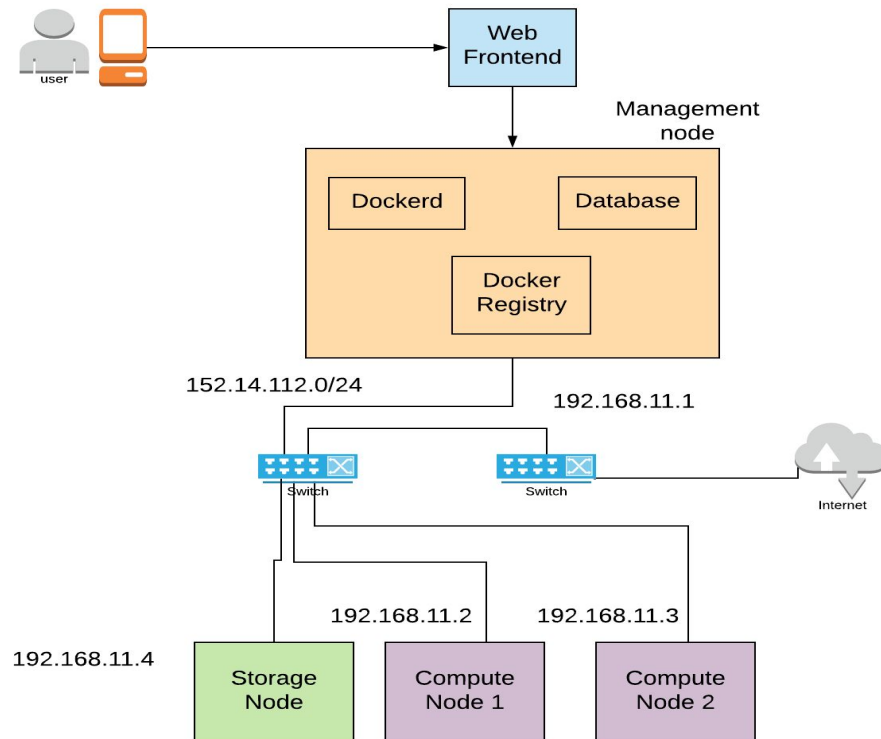 Web
Frontend
user
Management
node
Dockerd
Database
Docker
Registry
152.14.112.0/24
192.168.11.1
Switch
Switch
Internet
192.168.11.2
192.168.11.3
192.168.11.4
Storage
Node
Compute
Node 1
Compute
Node 2